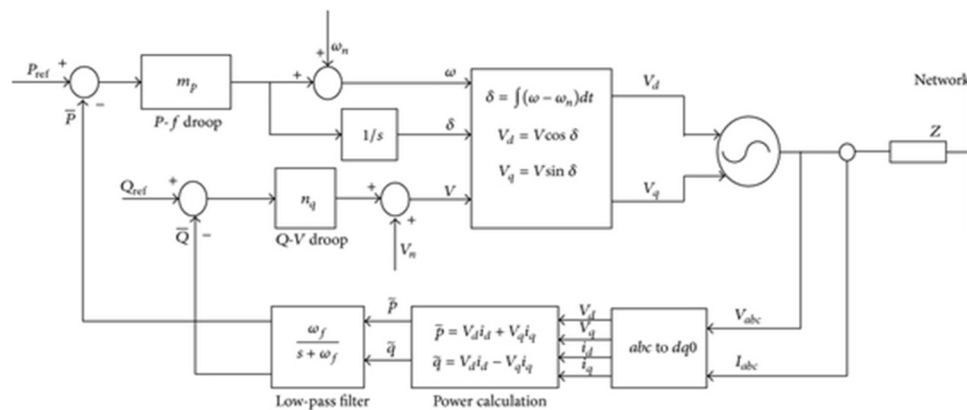 ω_n
P_ref + −
P̅
m_p
P-f droop
+ +
ω
1/s
δ
δ = ∫(ω − ω_n)dt
V_d = V cos δ
V_q = V sin δ
V_d
V_q
Network
Z
Q_ref + −
Q̅
n_q
Q-V droop
+ +
V
V_n
ω_f
s + ω_f
Low-pass filter
p̃
q̃
p̃ = V_d i_d + V_q i_q
q̃ = V_d i_d − V_q i_q
Power calculation
V_d
V_q
i_d
i_q
abc to dq0
V_abc
I_abc